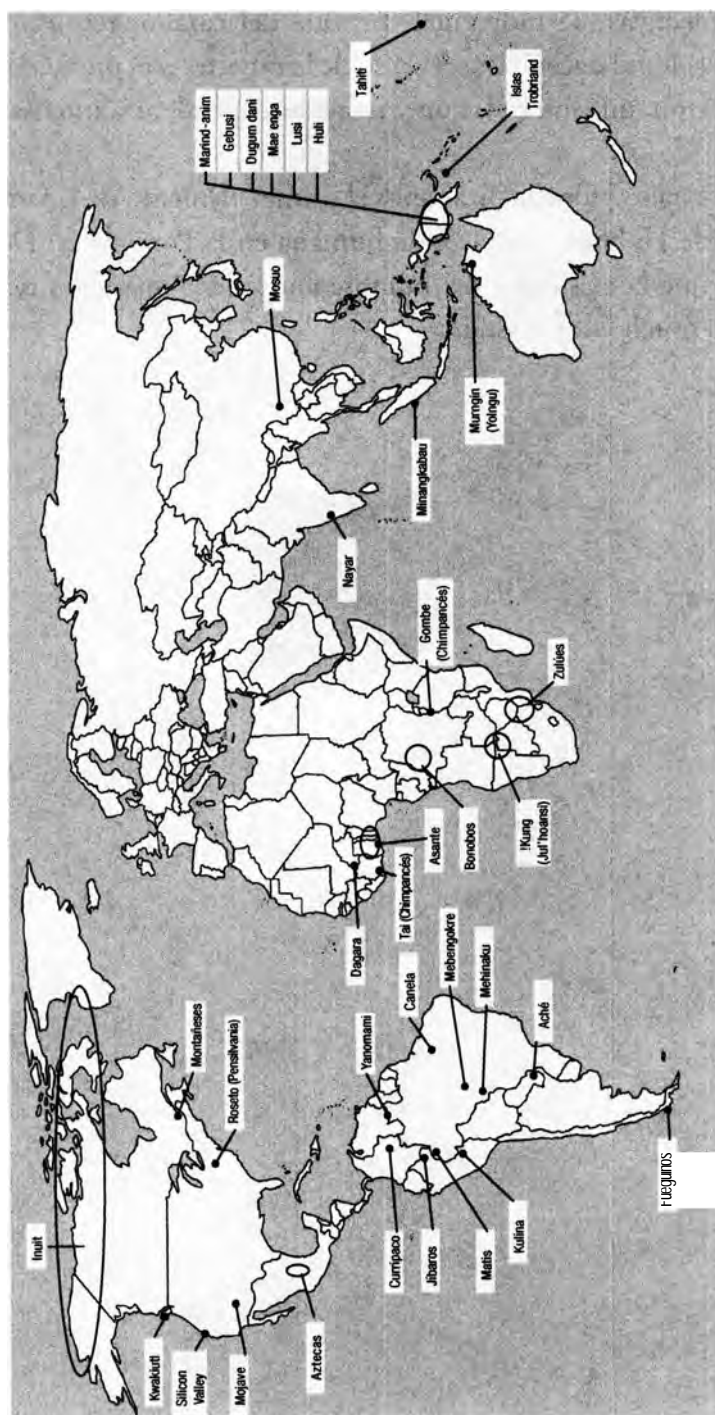 Inuit
Kwakiutl
Silicon
Valley
Mojave
Aztecas
Montañeses
Roseto (Pensilvania)
Yanomami
Curripaco
Jíbaros
Matis
Kulina
Canela
Mebengokre
Mehinaku
Aché
Fueguinos
Dagara
Tai (Chimpancés)
Asante
Bonobos
!Kung
(Jul'hoansi)
Gombe
(Chimpancés)
Zulúes
Nayar
Mosuo
Minangkabau
Murngin
(Yolngu)
Marind-anim
Gebusi
Dugum dani
Mae enga
Lusi
Huli
Islas
Trobriand
Tahití